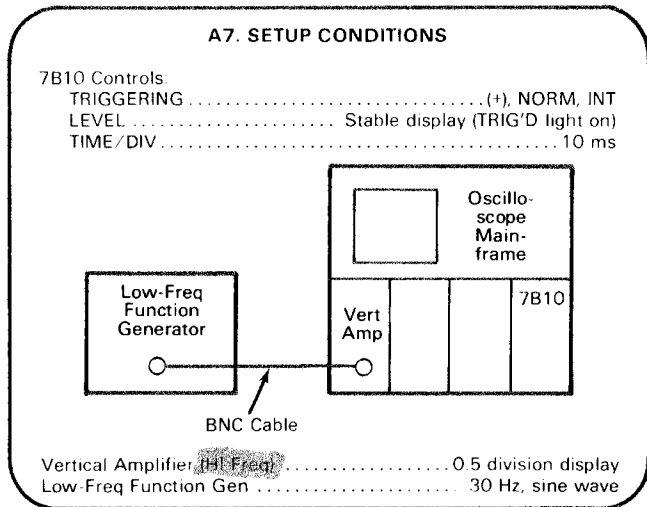 A7. SETUP CONDITIONS
7B10 Controls:
TRIGGERING ................................ (+), NORM, INT
LEVEL ...................... Stable display (TRIG'D light on)
TIME/DIV ............................................. 10 ms
Oscillo-
scope
Main-
frame
Low-Freq
Function
Generator
Vert
Amp
7B10
BNC Cable
Vertical Amplifier (HI Freq) ................ 0.5 division display
Low-Freq Function Gen ..................... 30 Hz, sine wave